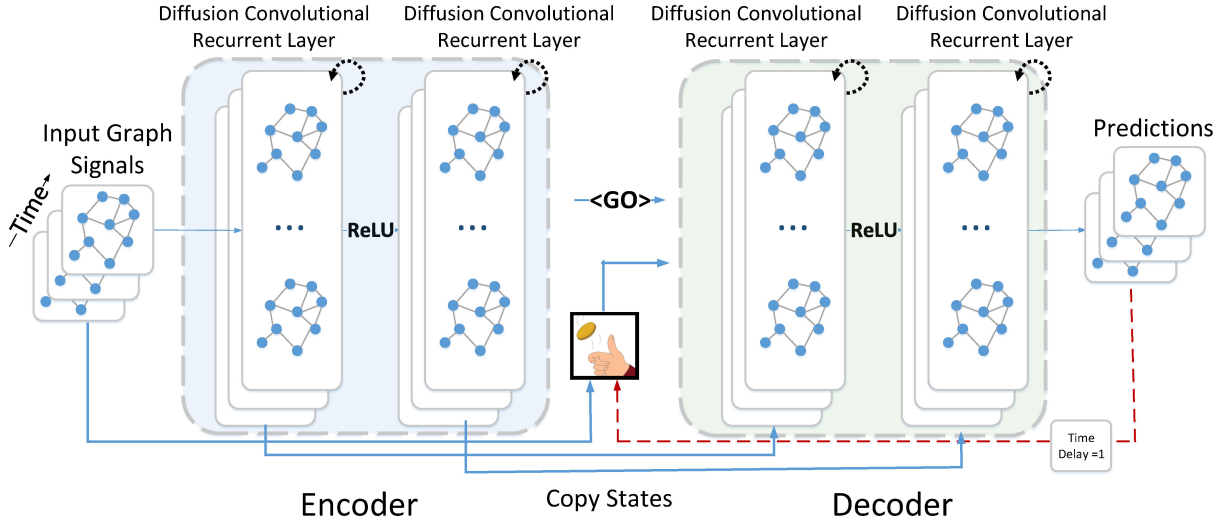 Diffusion Convolutional
Recurrent Layer
Diffusion Convolutional
Recurrent Layer
Diffusion Convolutional
Recurrent Layer
Diffusion Convolutional
Recurrent Layer
Input Graph
Signals
Time
ReLU
<GO>
ReLU
Predictions
Time
Delay =1
Encoder
Copy States
Decoder